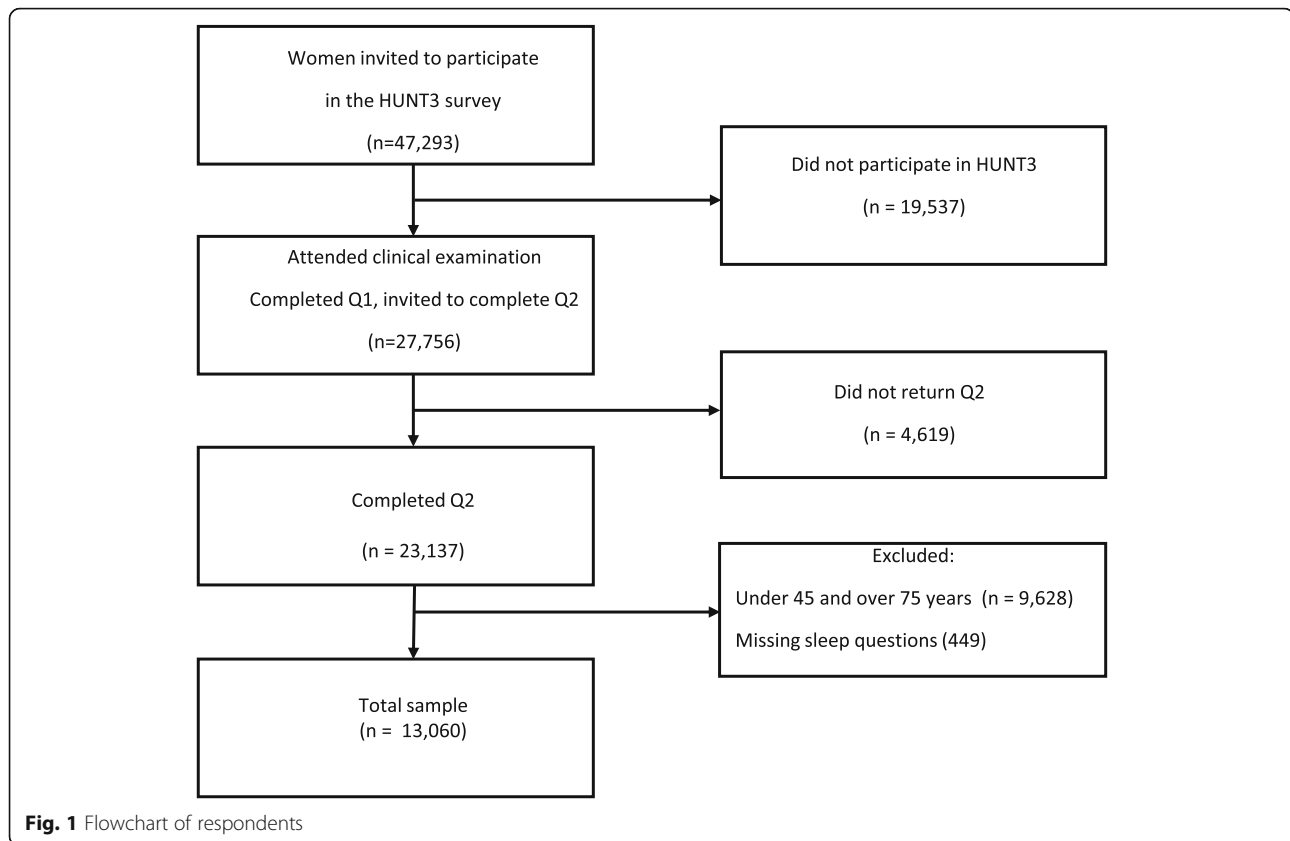 Women invited to participate
in the HUNT3 survey
(n=47,293)
Did not participate in HUNT3
(n = 19,537)
Attended clinical examination
Completed Q1, invited to complete Q2
(n=27,756)
Did not return Q2
(n = 4,619)
Completed Q2
(n = 23,137)
Excluded:
Under 45 and over 75 years (n = 9,628)
Missing sleep questions (449)
Total sample
(n = 13,060)
Fig. 1 Flowchart of respondents